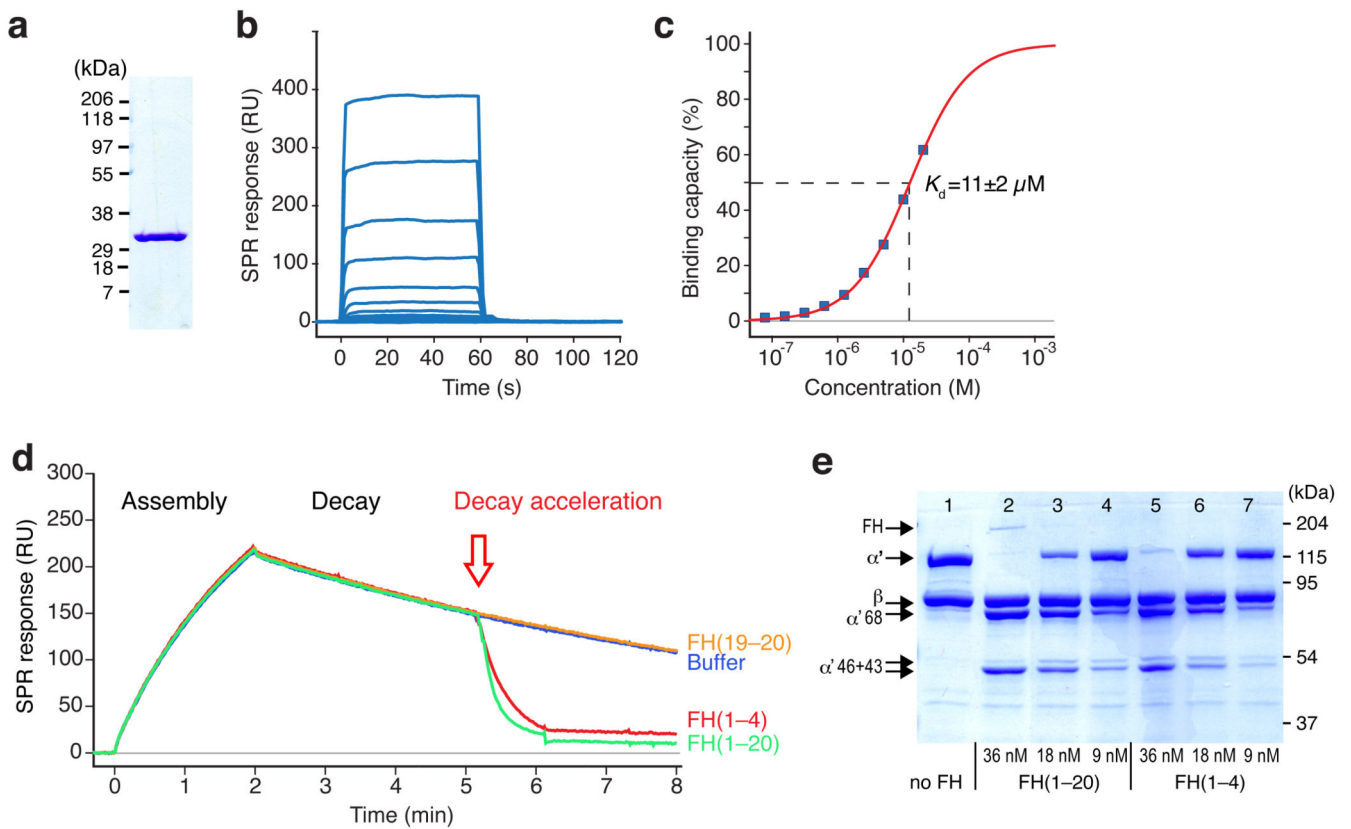 a
(kDa)
206
118
97
55
38
29
18
7
b
SPR response (RU)
400
300
200
100
0
0 20 40 60 80 100 120
Time (s)
c
Binding capacity (%)
100
80
60
40
20
0
Kd=11±2 µM
10-7 10-6 10-5 10-4 10-3
Concentration (M)
d
SPR response (RU)
300
250
200
150
100
50
0
Assembly Decay Decay acceleration
FH(19–20)
Buffer
FH(1–4)
FH(1–20)
0 1 2 3 4 5 6 7 8
Time (min)
e
(kDa)
1 2 3 4 5 6 7
FH
α'
β
α'68
α'46+43
204
115
95
54
37
36 nM 18 nM 9 nM 36 nM 18 nM 9 nM
no FH FH(1–20) FH(1–4)